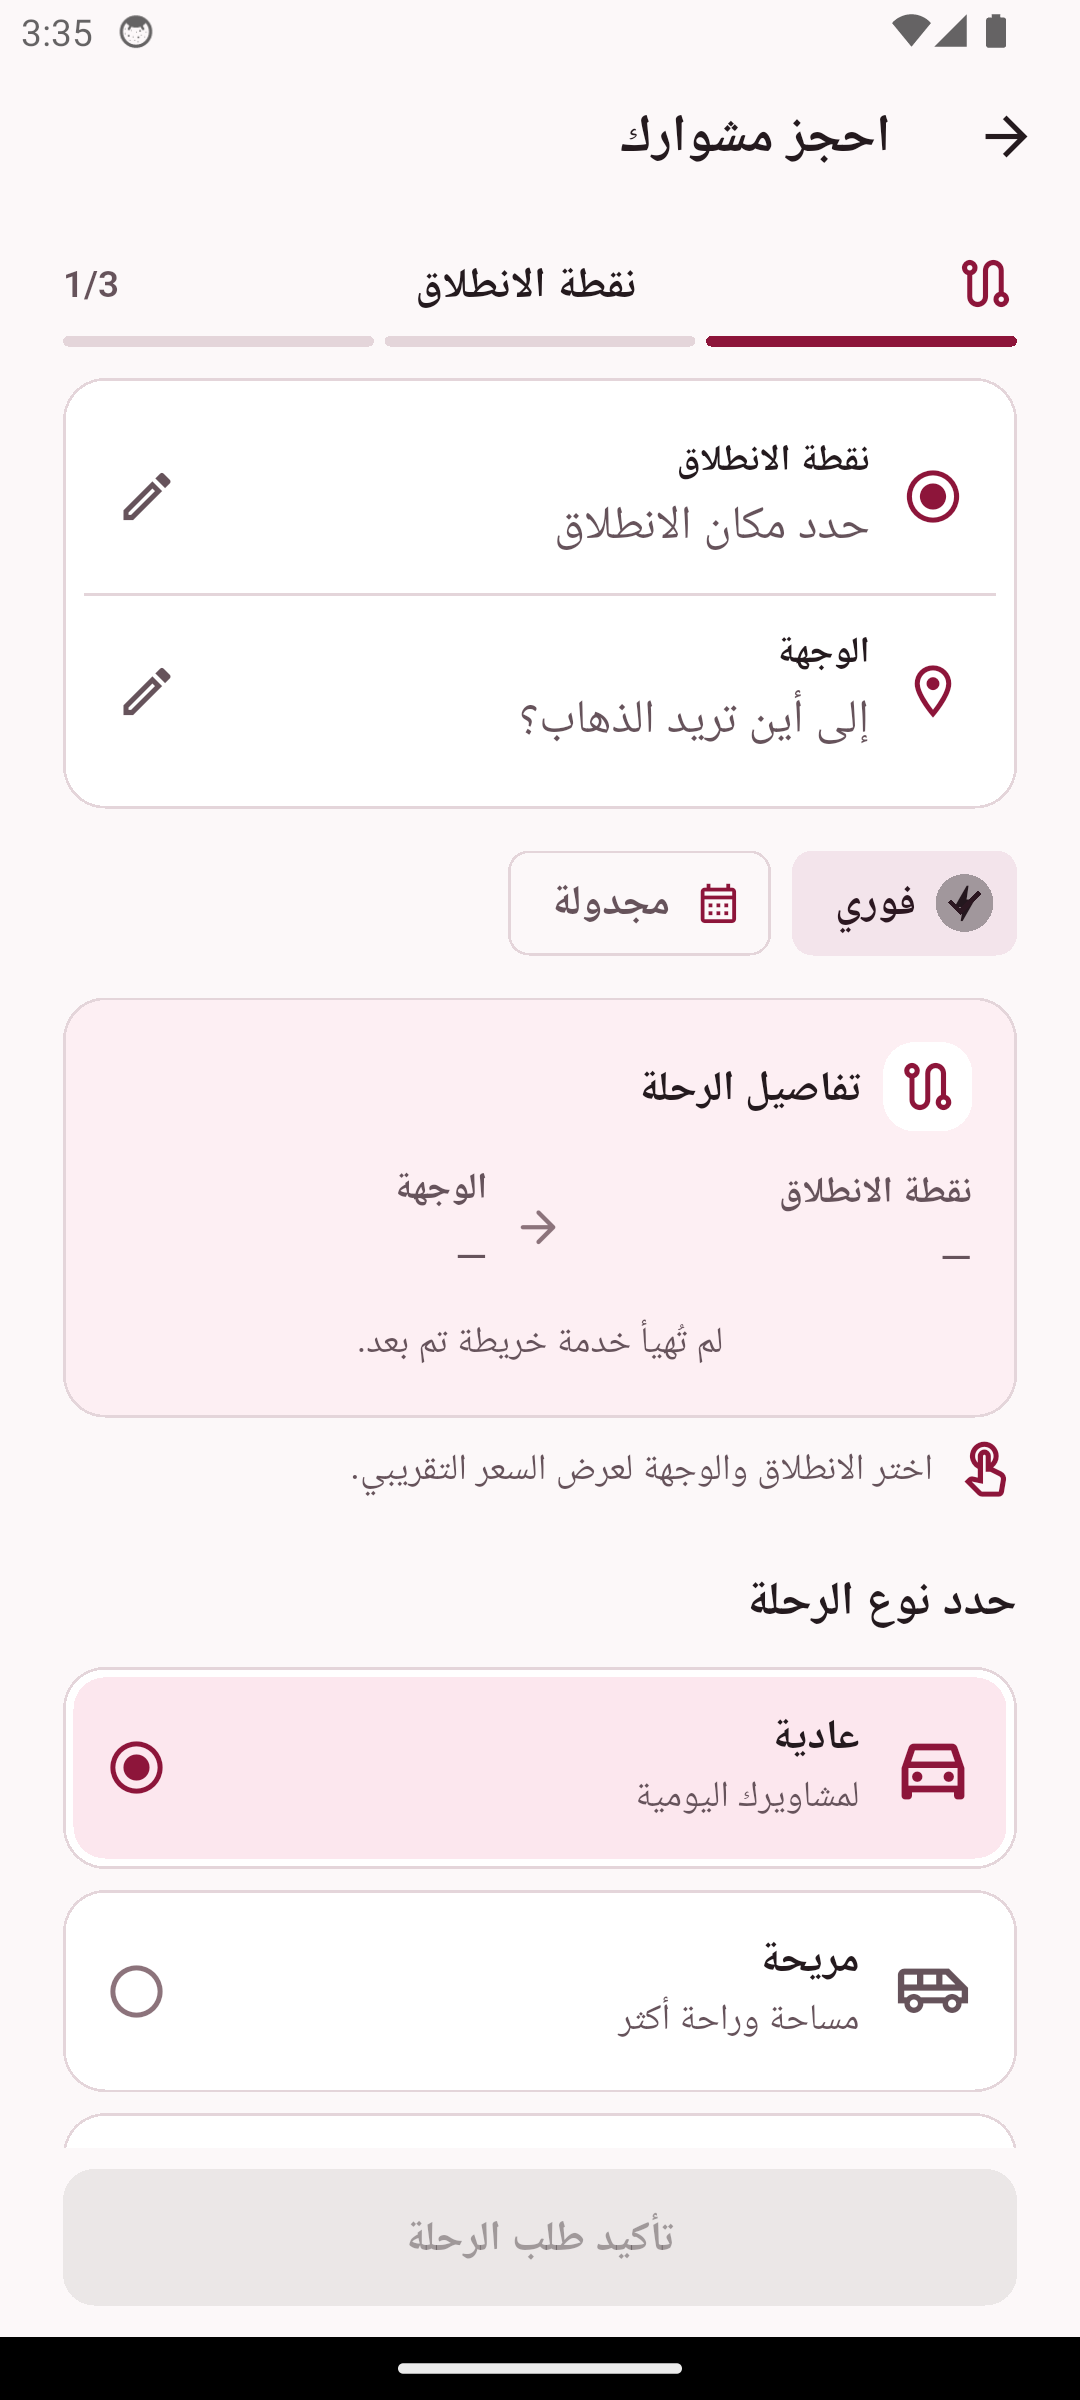 3:35
احجز مشوارك
نقطة الانطلاق
1/3
نقطة الانطلاق
حدد مكان الانطلاق
الوجهة
إلى أين تريد الذهاب؟
فوري
مجدولة
تفاصيل الرحلة
نقطة الانطلاق
الوجهة
—
—
لم تُهيأ خدمة خريطة تم بعد.
اختر الانطلاق والوجهة لعرض السعر التقريبي.
حدد نوع الرحلة
عادية
لمشاويرك اليومية
مريحة
مساحة وراحة أكثر
تأكيد طلب الرحلة